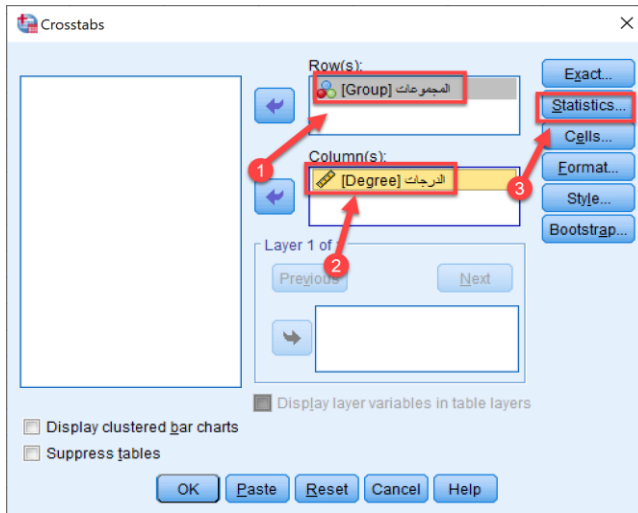 Crosstabs
Row(s):
المجموعات [Group]
1
Column(s):
الدرجات [Degree]
2
Layer 1 of
Previous
Next
Display layer variables in table layers
Exact...
Statistics...
3
Cells...
Format...
Style...
Bootstrap...
Display clustered bar charts
Suppress tables
OK Paste Reset Cancel Help